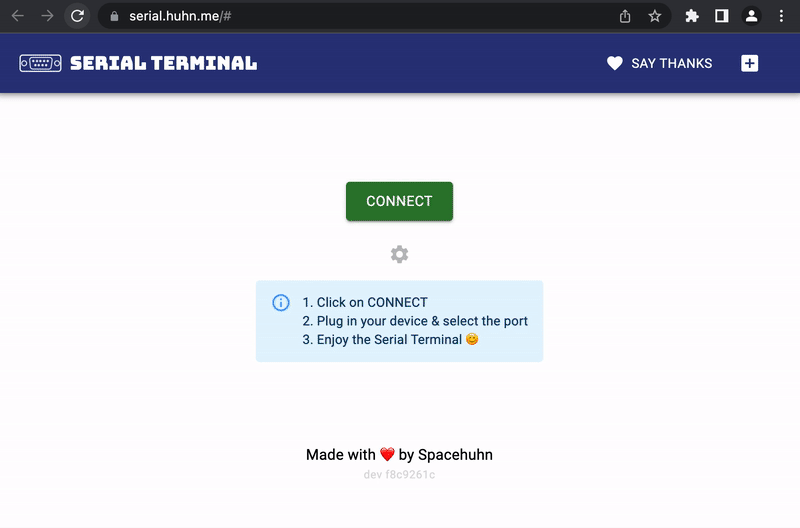 serial.huhn.me/#
SERIAL TERMINAL
SAY THANKS
CONNECT
1. Click on CONNECT
2. Plug in your device & select the port
3. Enjoy the Serial Terminal 😊
Made with ❤️ by Spacehuhn
dev f8c9261c